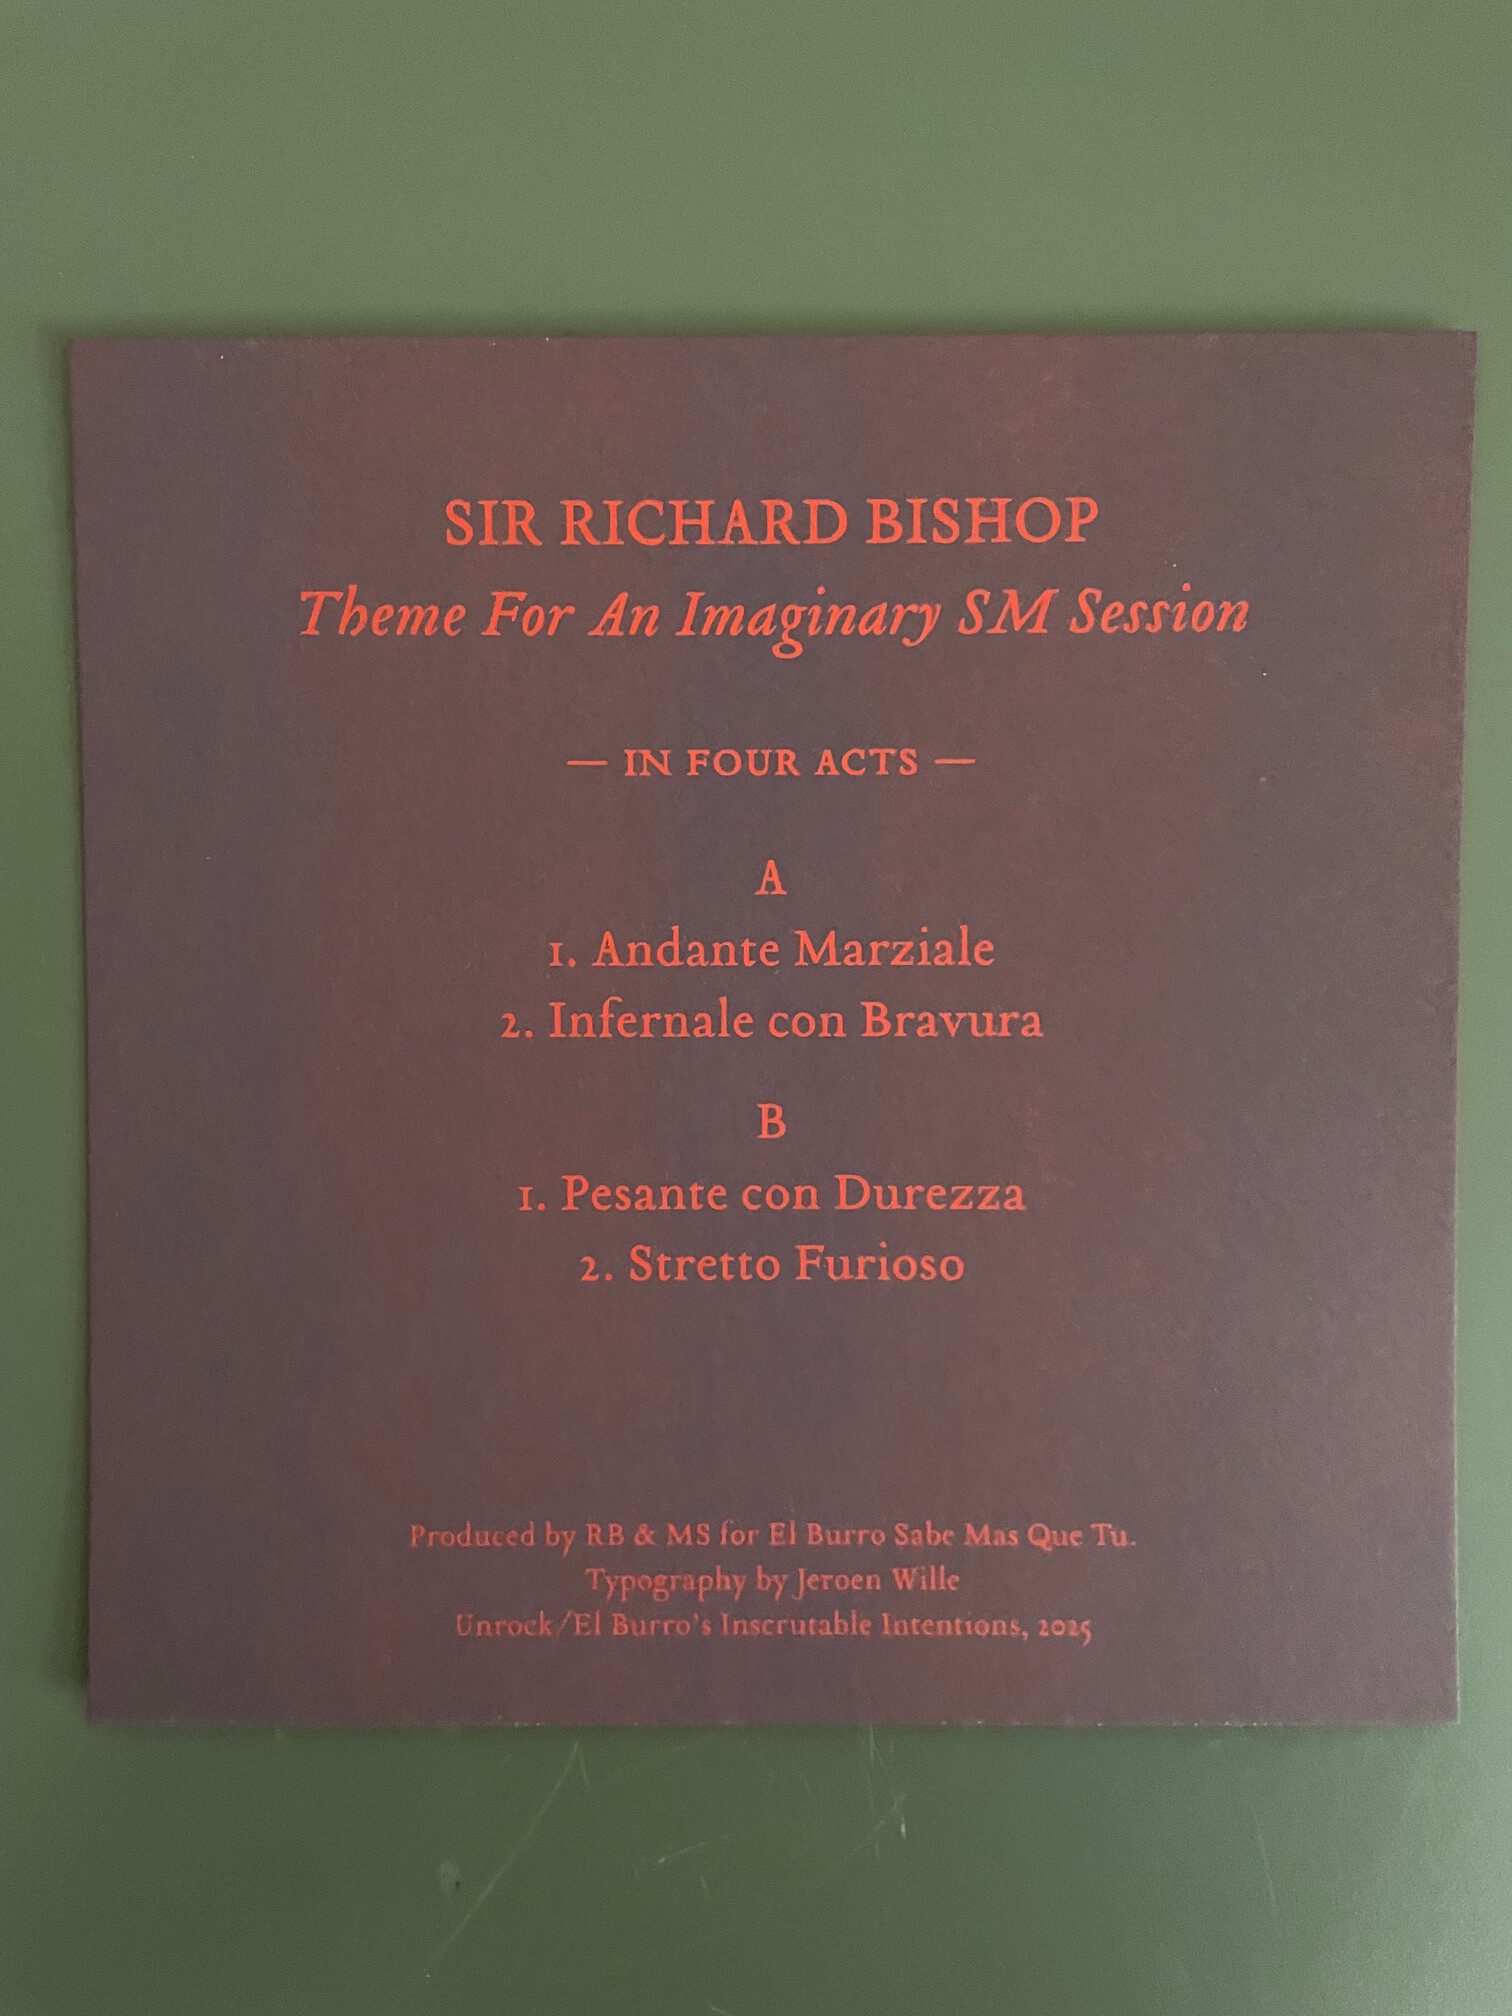 SIR RICHARD BISHOP
Theme For An Imaginary SM Session
— IN FOUR ACTS —
A
1. Andante Marziale
2. Infernale con Bravura
B
1. Pesante con Durezza
2. Stretto Furioso
Produced by RB & MS for El Burro Sabe Mas Que Tu.
Typography by Jeroen Wille
Unrock/El Burro's Inscrutable Intentions, 2025